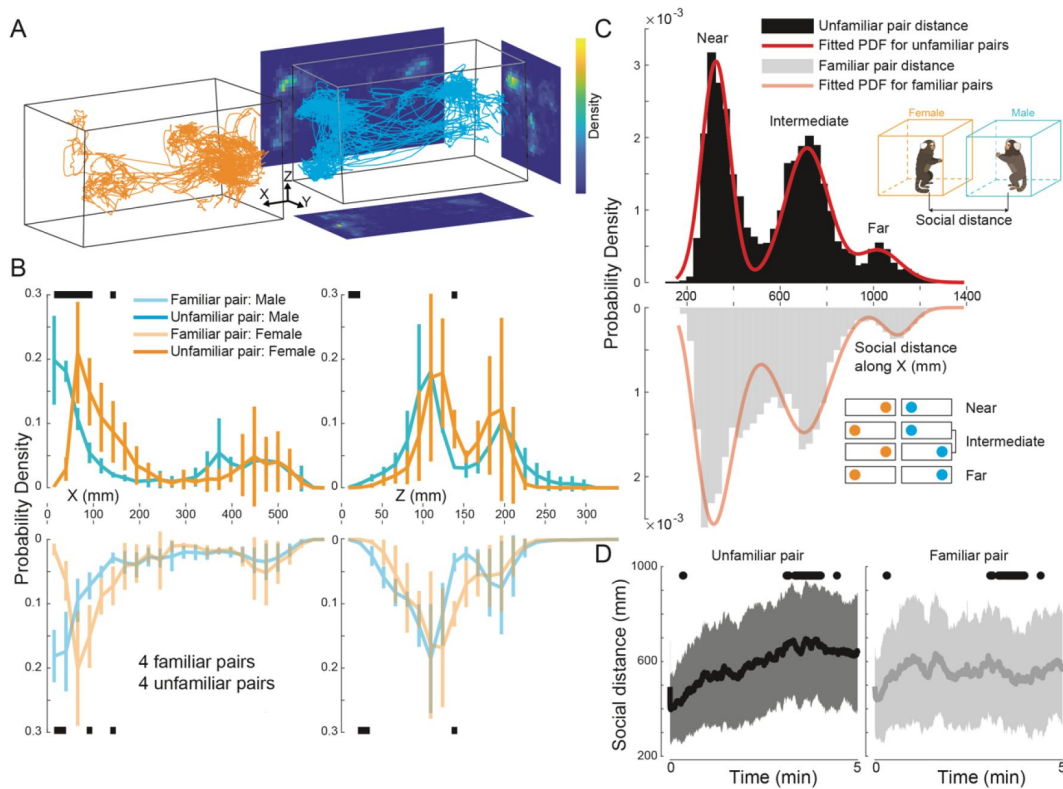 A
Density
X
Y
Z
B
0.3
0.2
0.1
0
Familiar pair: Male
Unfamiliar pair: Male
Familiar pair: Female
Unfamiliar pair: Female
X (mm)
Z (mm)
0 100 200 300 400 500
0 50 100 150 200 250 300
Probability Density
0
0.1
0.2
0.3
4 familiar pairs
4 unfamiliar pairs
C
×10⁻³
3
2
1
0
Near
Intermediate
Far
Unfamiliar pair distance
Fitted PDF for unfamiliar pairs
Familiar pair distance
Fitted PDF for familiar pairs
Female
Male
Social distance
Probability Density
200 600 1000 1400
0
1
2
×10⁻³
Social distance
along X (mm)
Near
Intermediate
Far
D
Unfamiliar pair
Familiar pair
Social distance (mm)
1000
600
200
0 5
0 5
Time (min)
Time (min)